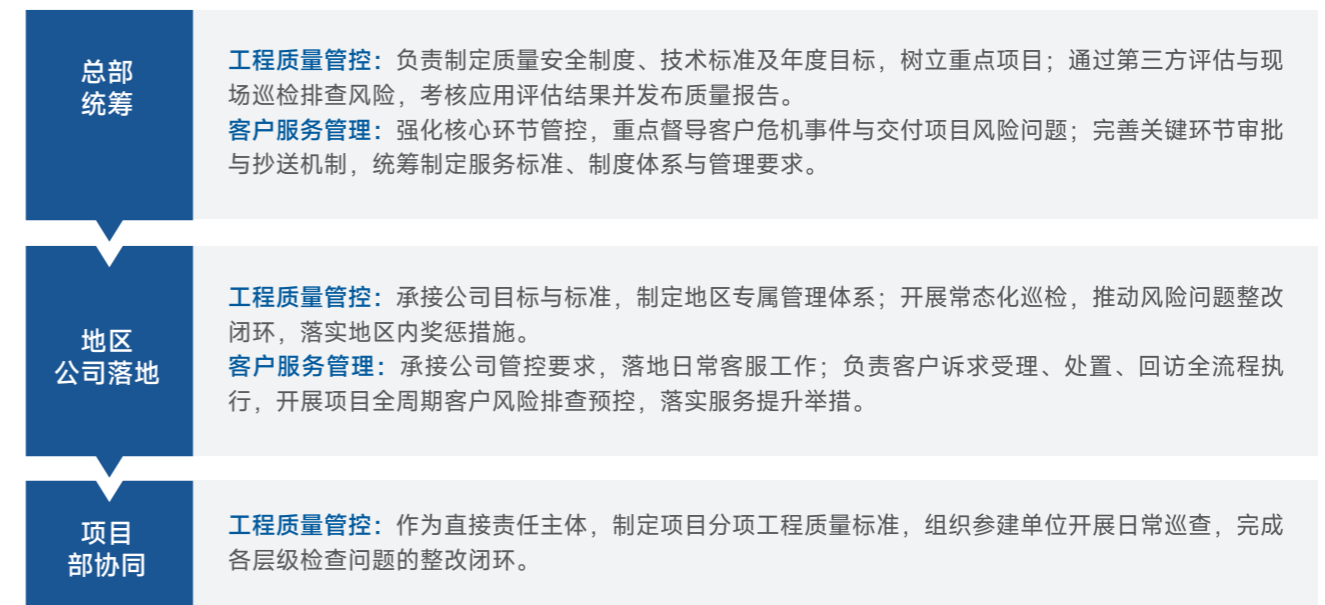 总部
统筹
工程质量管控：负责制定质量安全制度、技术标准及年度目标，树立重点项目；通过第三方评估与现
场巡检排查风险，考核应用评估结果并发布质量报告。
客户服务管理：强化核心环节管控，重点督导客户危机事件与交付项目风险问题；完善关键环节审批
与抄送机制，统筹制定服务标准、制度体系与管理要求。
地区
公司落地
工程质量管控：承接公司目标与标准，制定地区专属管理体系；开展常态化巡检，推动风险问题整改
闭环，落实地区内奖惩措施。
客户服务管理：承接公司管控要求，落地日常客服工作；负责客户诉求受理、处置、回访全流程执
行，开展项目全周期客户风险排查预控，落实服务提升举措。
项目
部协同
工程质量管控：作为直接责任主体，制定项目分项工程质量标准，组织参建单位开展日常巡查，完成
各层级检查问题的整改闭环。